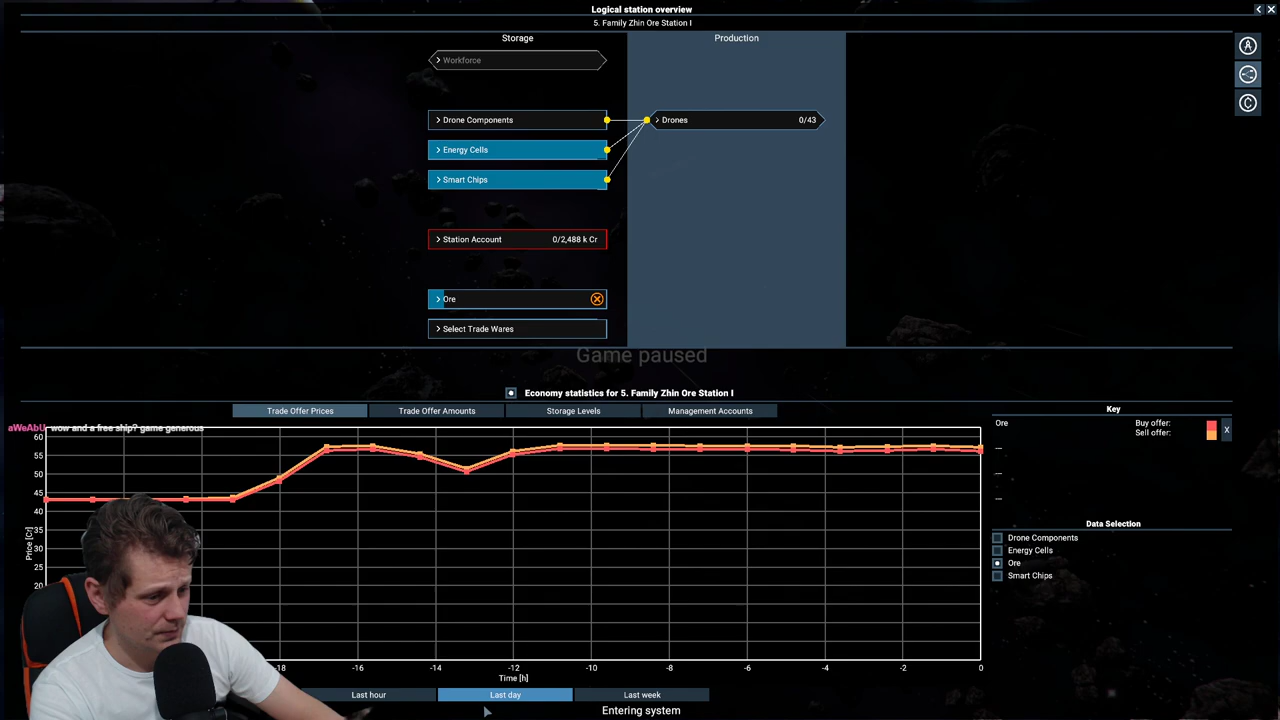 Logical station overview
5. Family Zhin Ore Station I
Storage
Production
Workforce
Drone Components
Drones 0/43
Energy Cells
Smart Chips
Station Account 0/2,488 k Cr
Ore
Select Trade Wares
Game paused
Economy statistics for 5. Family Zhin Ore Station I
Trade Offer Prices
Trade Offer Amounts
Storage Levels
Management Accounts
Key
aWeAbU wow and a free ship? game generous
Ore
Buy offer:
Sell offer:
X
60
55
50
45
40
35
30
25
20
Price [Cr]
Data Selection
Drone Components
Energy Cells
Ore
Smart Chips
-18 -16 -14 -12 -10 -8 -6 -4 -2 0
Time [h]
Last hour
Last day
Last week
Entering system